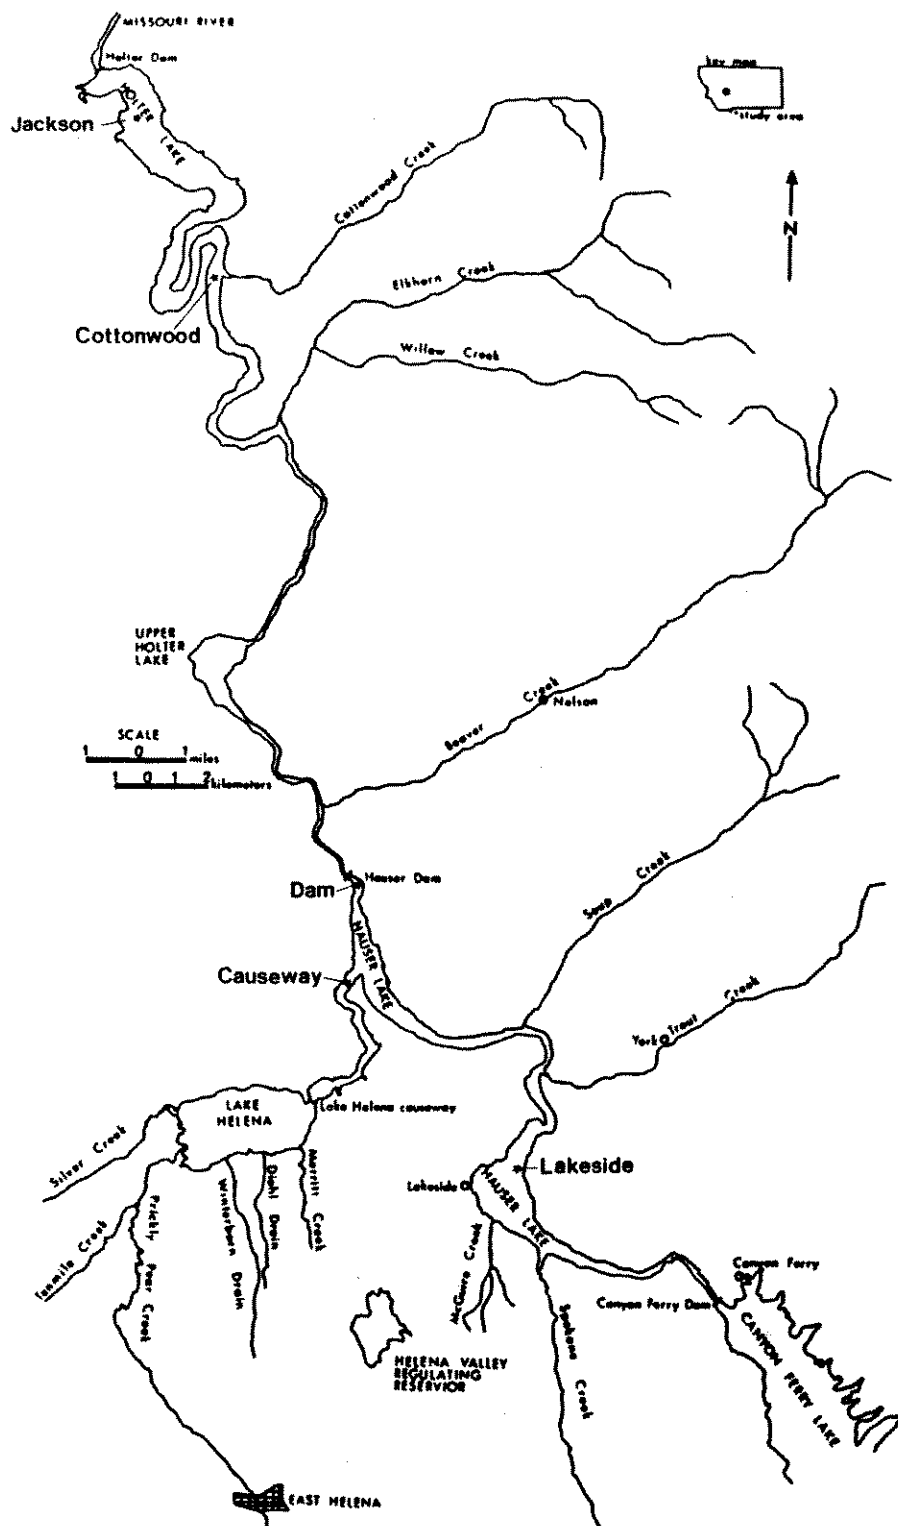 MISSOURI RIVER
Holter Dam
key map
HOLTER LAKE
Jackson
study area
Cottonwood Creek
N
Elkhorn Creek
Cottonwood
Willow Creek
UPPER
HOLTER
LAKE
Beaver Creek
Nelson
SCALE
1 0 1 miles
1 0 1 2 kilometers
Hauser Dam
Dam
Soup Creek
HAUSER LAKE
Causeway
York
Trout Creek
LAKE
HELENA
Lake Helena causeway
Silver Creek
Lakeside
Lakeside
HAUSER LAKE
Merritt Creek
Diehl Drain
Winterburn Drain
Prickly Pear Creek
Tenmile Creek
McGuire Creek
Canyon Ferry
Canyon Ferry Dam
Spokane Creek
CANYON FERRY LAKE
HELENA VALLEY
REGULATING
RESERVIOR
EAST HELENA